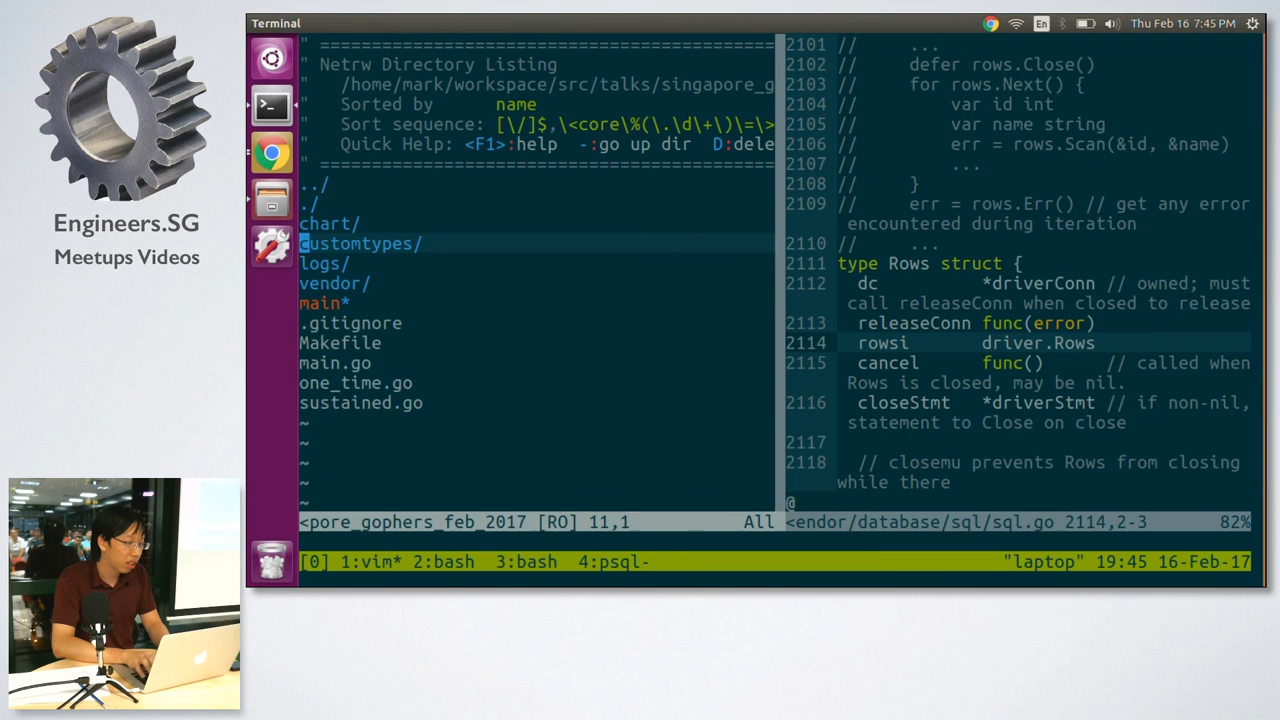 Engineers.SG
Meetups Videos
Terminal
En
Thu Feb 16 7:45 PM
" =============================================
" Netrw Directory Listing
"   /home/mark/workspace/src/talks/singapore_g
"   Sorted by      name
"   Sort sequence: [\/]$,\<core\%(\.\d\+\)\=\>
"   Quick Help: <F1>:help  -:go up dir  D:dele
" =============================================
../
./
chart/
customtypes/
logs/
vendor/
main*
.gitignore
Makefile
main.go
one_time.go
sustained.go
~
~
~
~
~
<pore_gophers_feb_2017 [RO] 11,1 All
2101 //     ...
2102 //     defer rows.Close()
2103 //     for rows.Next() {
2104 //         var id int
2105 //         var name string
2106 //         err = rows.Scan(&id, &name)
2107 //         ...
2108 //     }
2109 //     err = rows.Err() // get any error
encountered during iteration
2110 //     ...
2111 type Rows struct {
2112   dc          *driverConn // owned; must
call releaseConn when closed to release
2113   releaseConn func(error)
2114   rowsi       driver.Rows
2115   cancel      func()      // called when
Rows is closed, may be nil.
2116   closeStmt   *driverStmt // if non-nil,
statement to Close on close
2117
2118   // closemu prevents Rows from closing
while there
@
<endor/database/sql/sql.go 2114,2-3 82%
[0] 1:vim* 2:bash  3:bash  4:psql- "laptop" 19:45 16-Feb-17